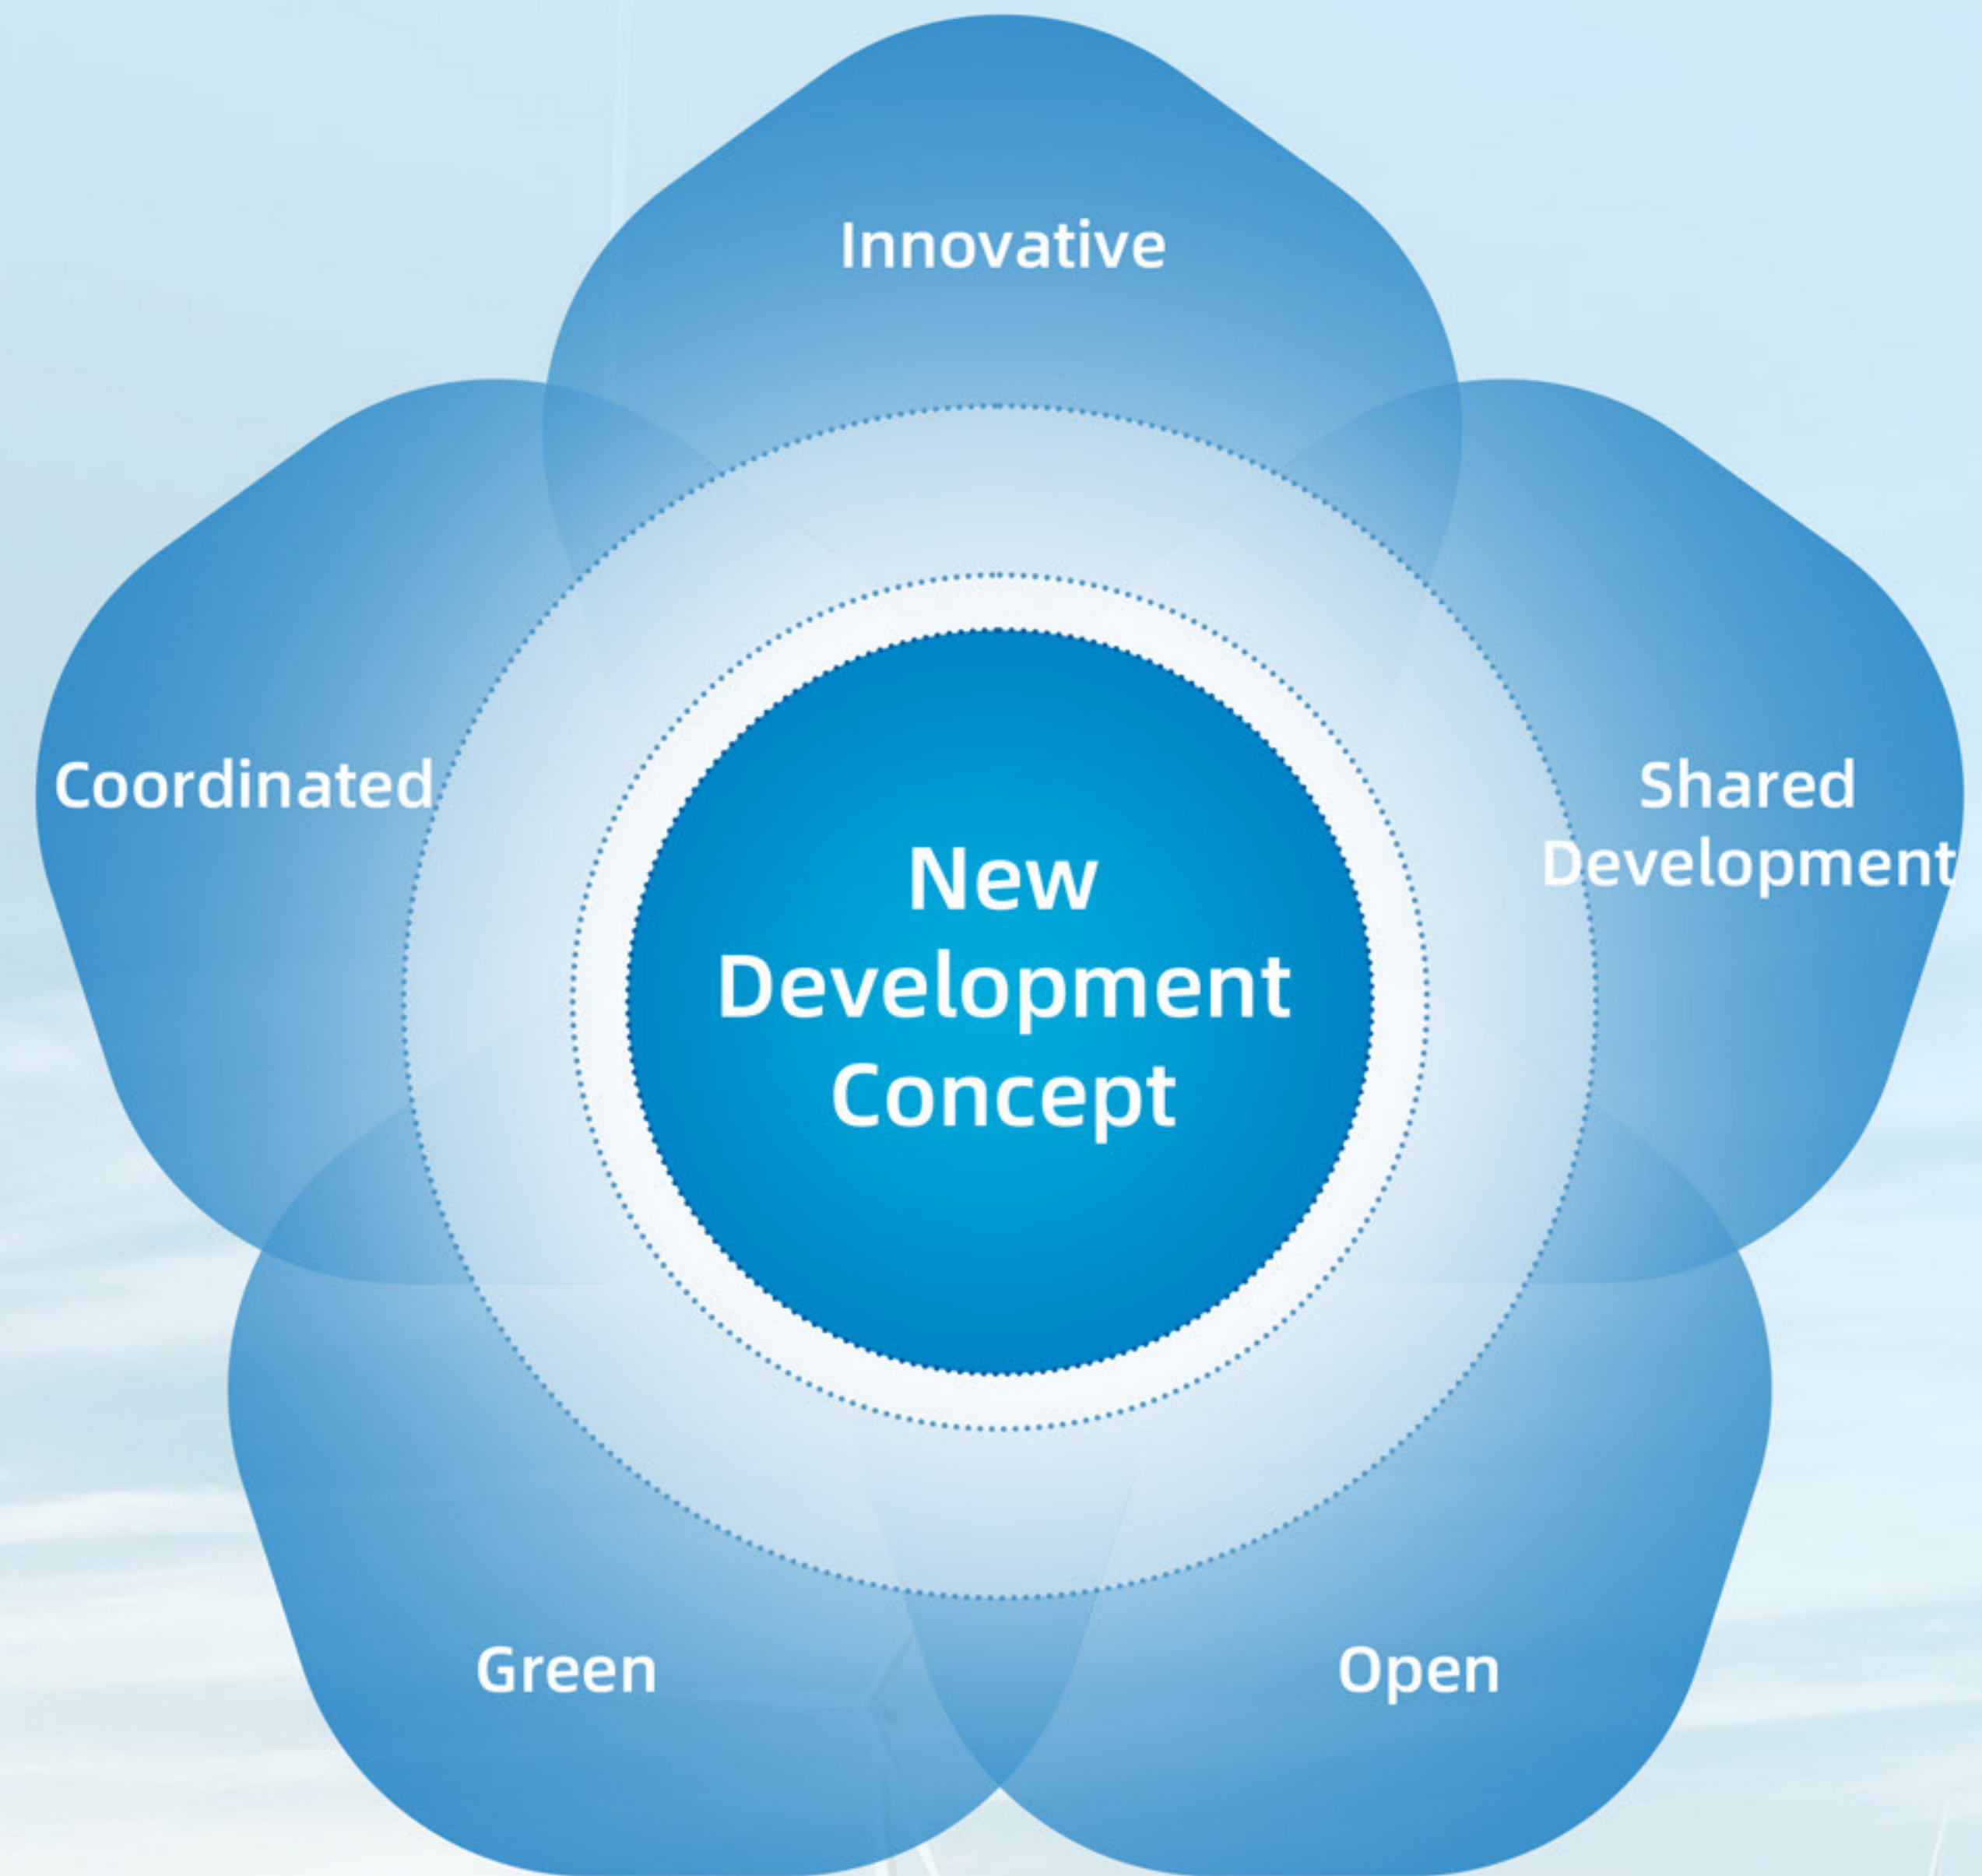 Innovative
Coordinated
Shared
Development
New
Development
Concept
Green
Open